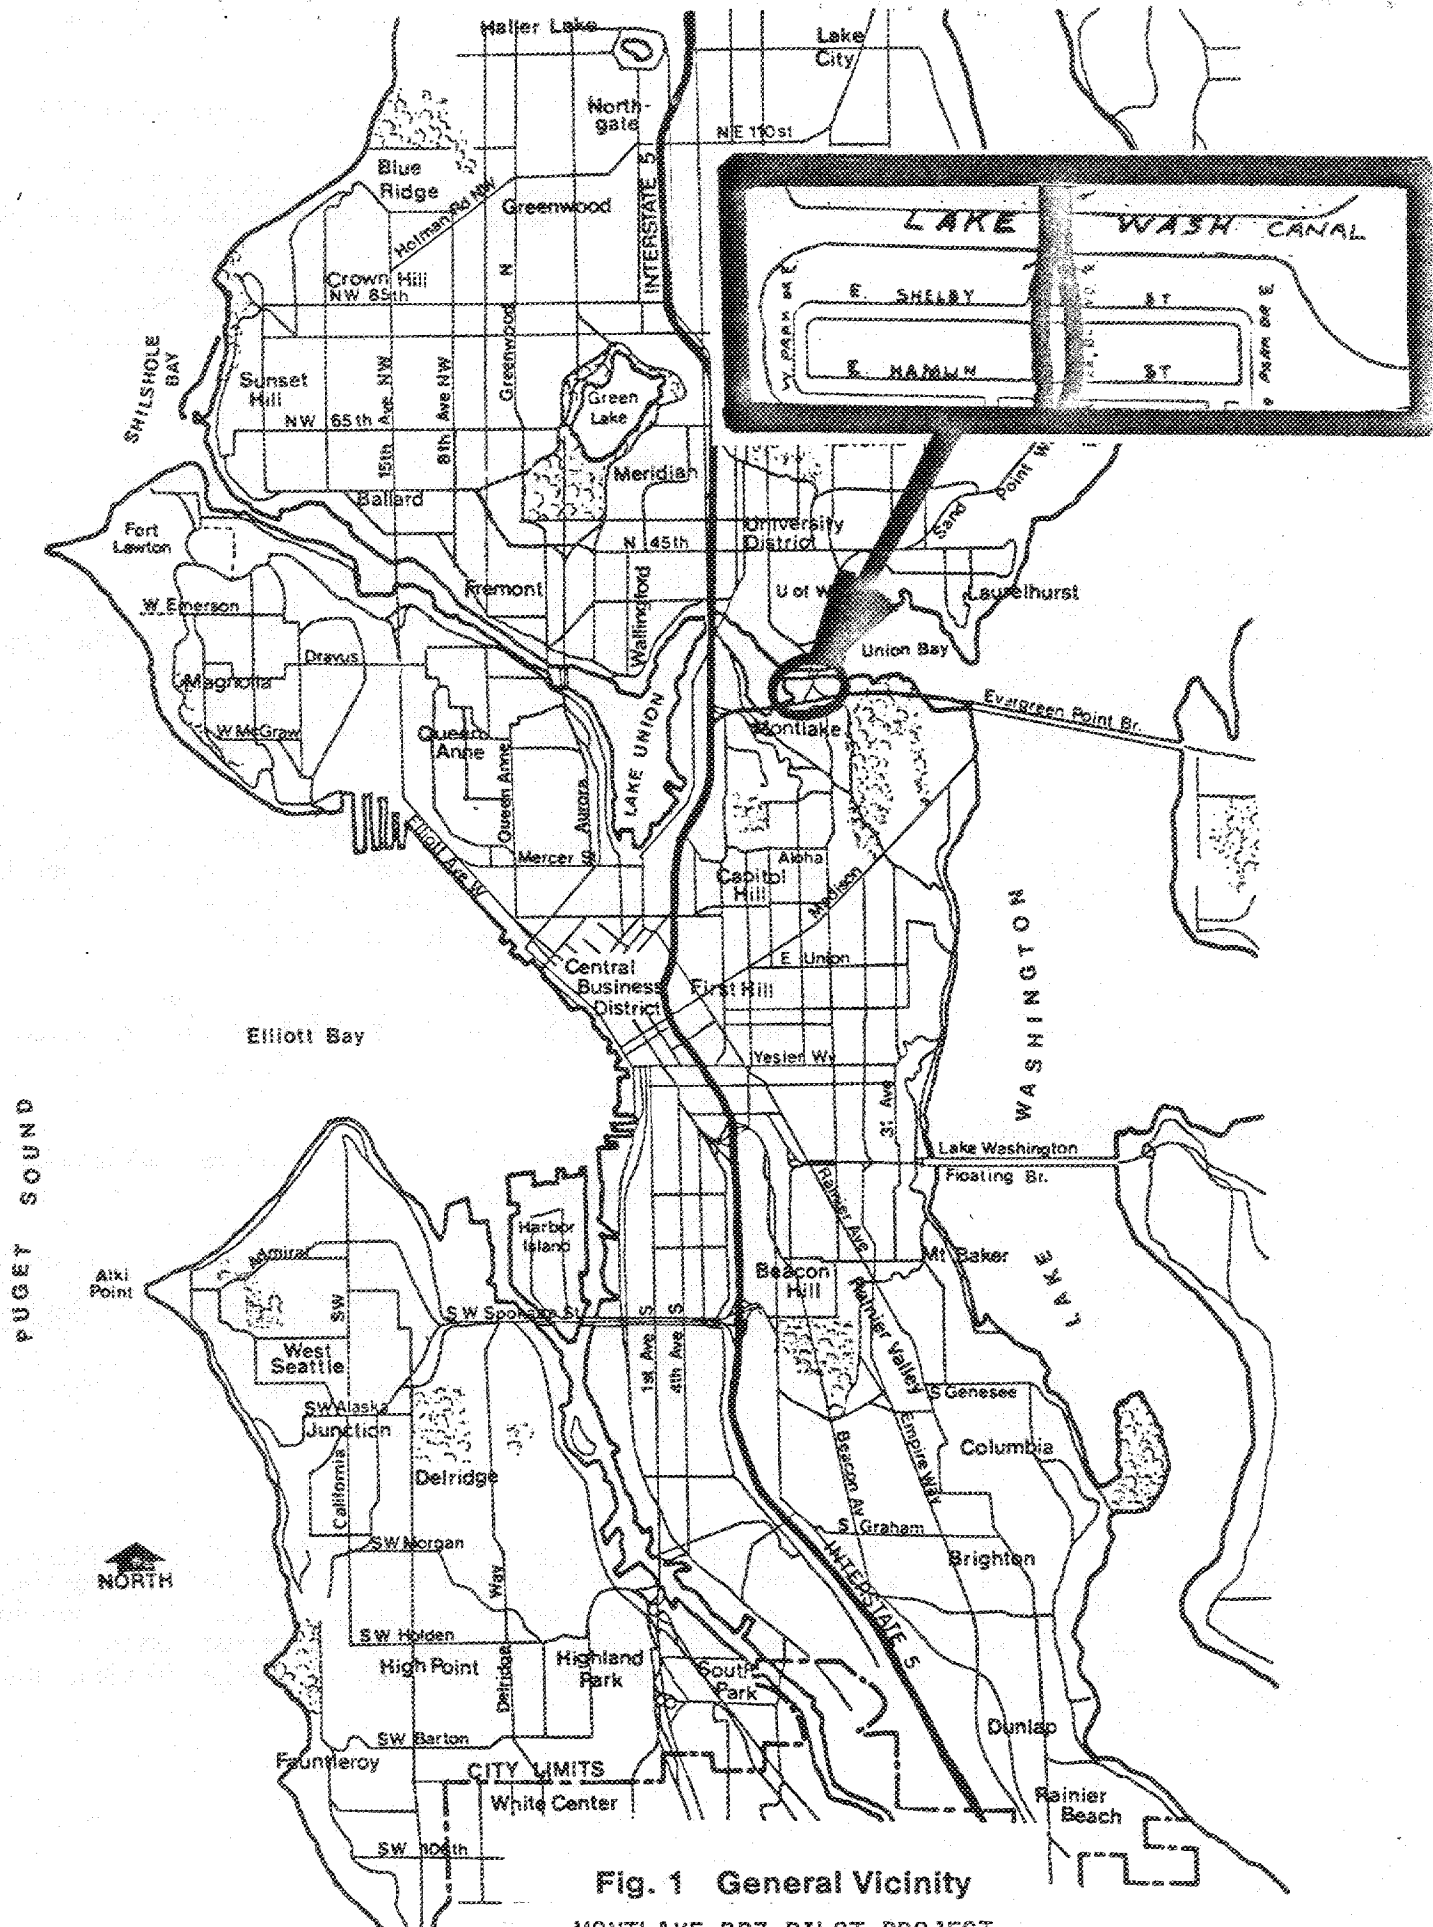 Haller Lake
Lake
City
North-
gate
NE 110st
INTERSTATE 5
Blue
Ridge
Holman Rd NW
Greenwood
LAKE WASH CANAL
Crown Hill
NW 85th
Greenwood N
E. SHELBY ST
W PARK DR E
PARK DR E
E. HAMLIN ST
SHILSHOLE
BAY
Sunset
Hill
NW 65th
15th Ave NW
8th Ave NW
Green
Lake
Meridian
Ballard
Sand Point W
Fort
Lawton
University
District
N 45th
Fremont
Wallingford
U of W
Laurelhurst
W Emerson
Dravus
Union Bay
Magnolia
W McGraw
Evergreen Point Br.
Montlake
Queen
Anne
Queen Anne
Aurora
LAKE UNION
Elliott Ave W
Mercer St
Aloha
Capitol
Hill
Madison
E Union
Central
Business
District
First Hill
Elliott Bay
Yesler Wy
31 Ave
LAKE WASHINGTON
PUGET SOUND
Lake Washington
Floating Br.
Rainier Ave
Harbor
Island
Admiral
Alki
Point
Mt Baker
Beacon
Hill
SW Spokane St
1st Ave S
4th Ave S
Rainier Valley
West
Seattle
S Genesee
SW Alaska
Junction
California
SW
Delridge
Columbia
Beacon Av
Empire Way
S Graham
SW Morgan
Brighton
NORTH
INTERSTATE 5
Delridge Way
SW Holden
High Point
Highland
Park
South
Park
SW Barton
Dunlap
Fauntleroy
CITY LIMITS
White Center
Rainier
Beach
SW 106th
Fig. 1 General Vicinity